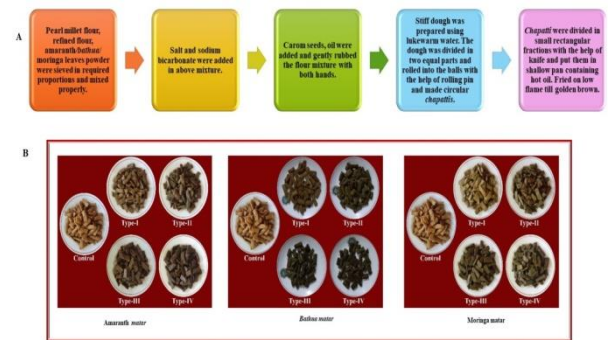 A
Pearl millet flour,
refined flour,
amaranth/bathua/
moringa leaves powder
were sieved in required
proportions and mixed
properly.
Salt and sodium
bicarbonate were added
in above mixture.
Carom seeds, oil were
added and gently rubbed
the flour mixture with
both hands.
Stiff dough was
prepared using
lukewarm water. The
dough was divided in
two equal parts and
rolled into the balls with
the help of rolling pin
and made circular
chapattis.
Chapatti were divided in
small rectangular
fractions with the help of
knife and put them in
shallow pan containing
hot oil. Fried on low
flame till golden brown.
B
Type-I
Type-II
Control
Type-III
Type-IV
Amaranth matar
Type-I
Type-II
Control
Type-III
Type-IV
Bathua matar
Type-I
Type-II
Control
Type-III
Type-IV
Moringa matar